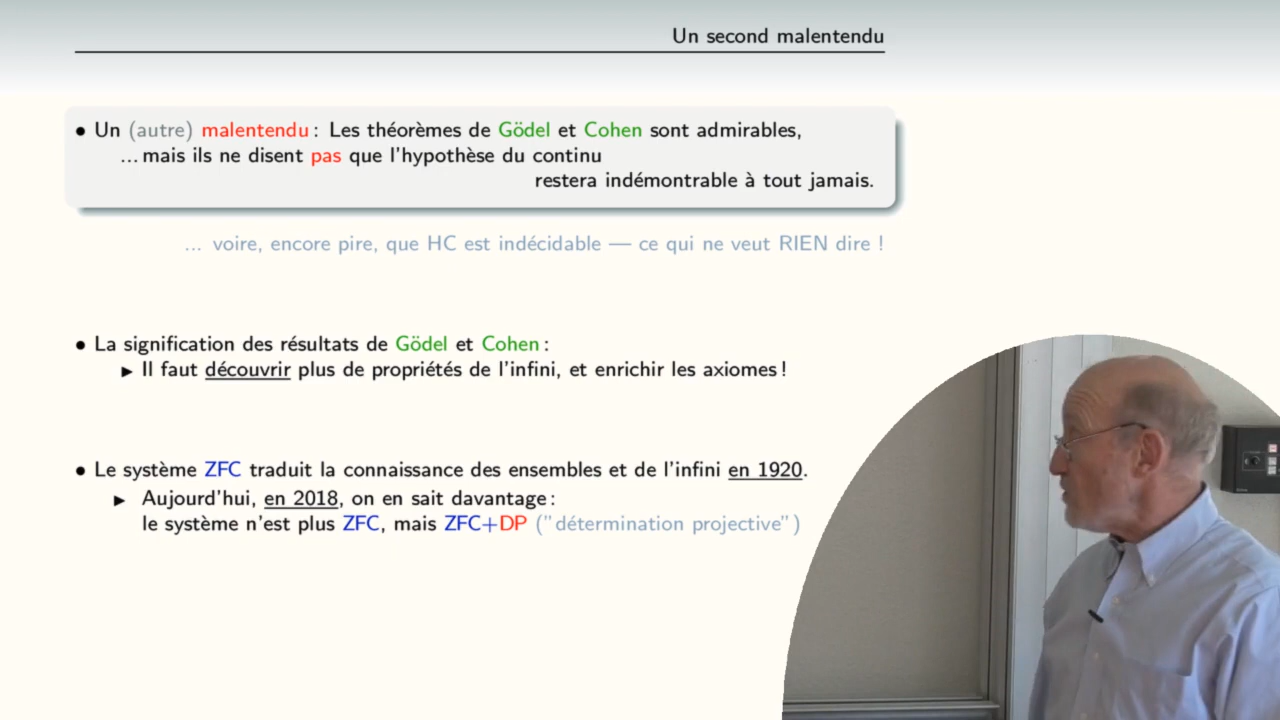 Un second malentendu
• Un (autre) malentendu : Les théorèmes de Gödel et Cohen sont admirables,
... mais ils ne disent pas que l'hypothèse du continu
restera indémontrable à tout jamais.
... voire, encore pire, que HC est indécidable — ce qui ne veut RIEN dire !
• La signification des résultats de Gödel et Cohen :
► Il faut découvrir plus de propriétés de l'infini, et enrichir les axiomes !
• Le système ZFC traduit la connaissance des ensembles et de l'infini en 1920.
► Aujourd'hui, en 2018, on en sait davantage :
le système n'est plus ZFC, mais ZFC+DP ("détermination projective")